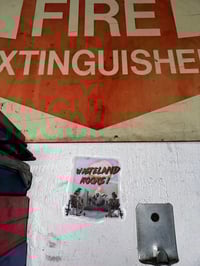 FIRE
XTINGUISHE
WASTELAND
ROCKS!